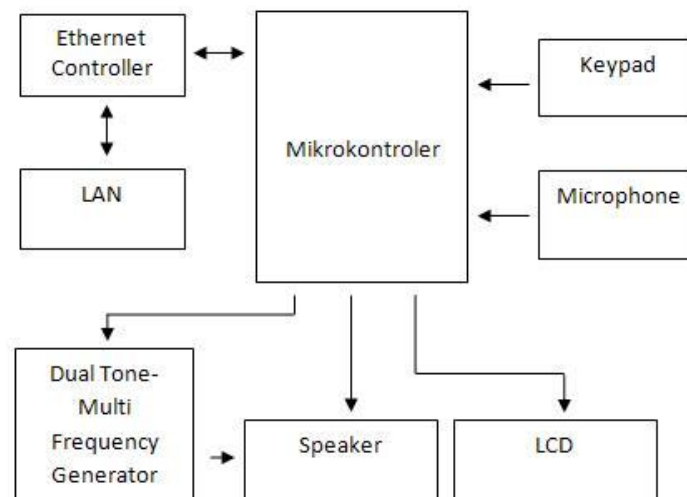 Ethernet
Controller
Mikrokontroler
Keypad
LAN
Microphone
Dual Tone-
Multi
Frequency
Generator
Speaker
LCD